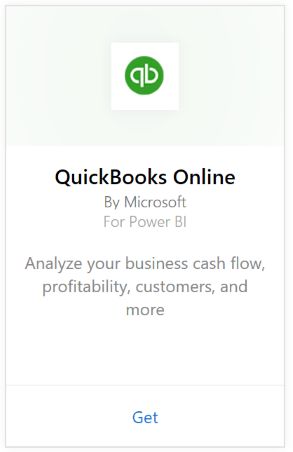 qb
QuickBooks Online
By Microsoft
For Power BI
Analyze your business cash flow,
profitability, customers, and
more
Get